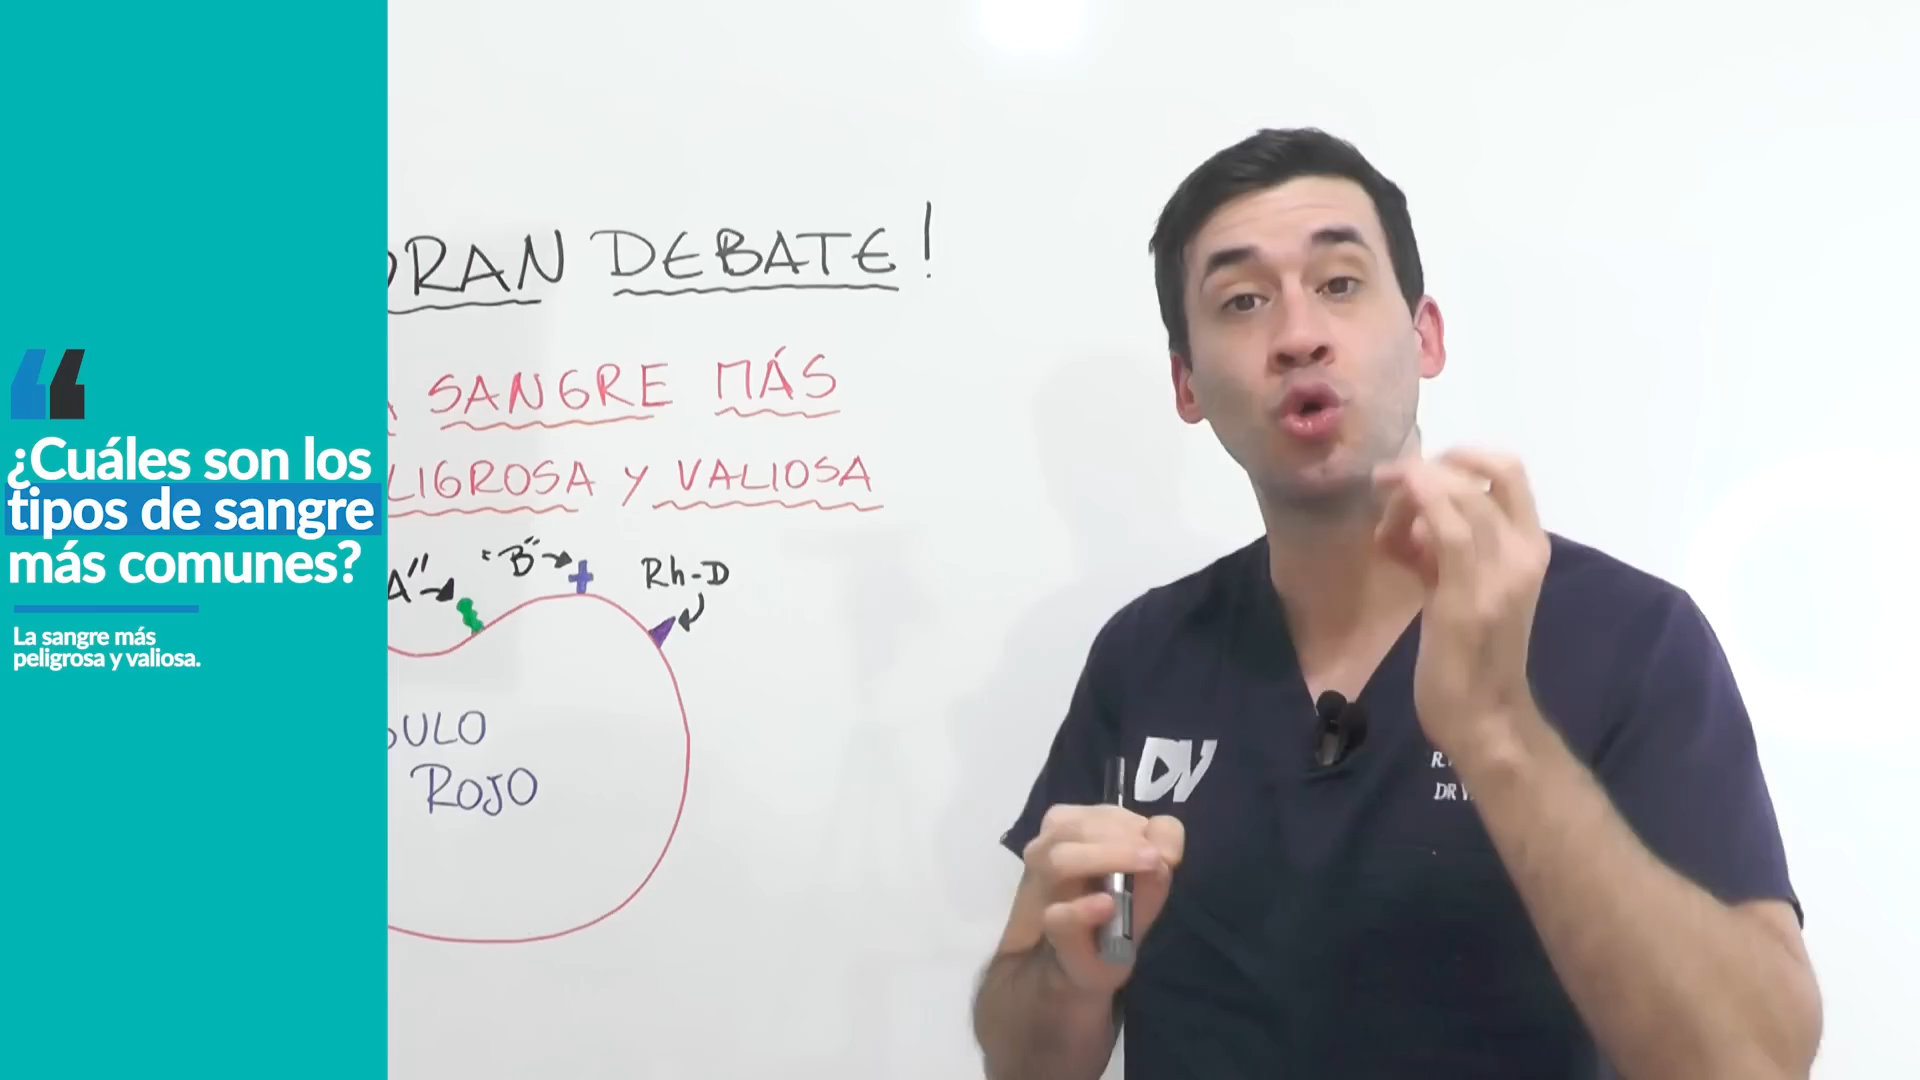 ¿Cuáles son los
tipos de sangre
más comunes?
La sangre más
peligrosa y valiosa.
RAN DEBATE!
SANGRE MÁS
LIGROSA Y VALIOSA
A" "B" Rh-D
ULO
ROJO
DV
DR